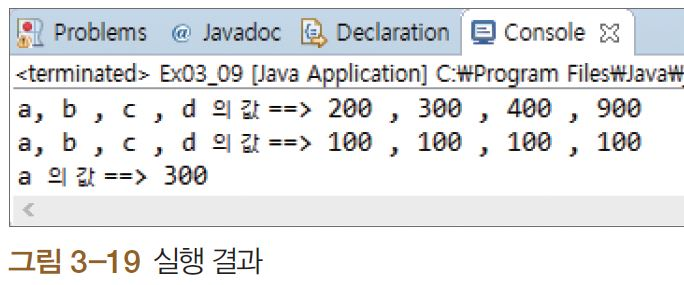 Problems @ Javadoc Declaration Console
<terminated> Ex03_09 [Java Application] C:₩Program Files₩Java₩
a, b , c , d 의 값 ==> 200 , 300 , 400 , 900
a, b , c , d 의 값 ==> 100 , 100 , 100 , 100
a 의 값 ==> 300
그림 3-19 실행 결과